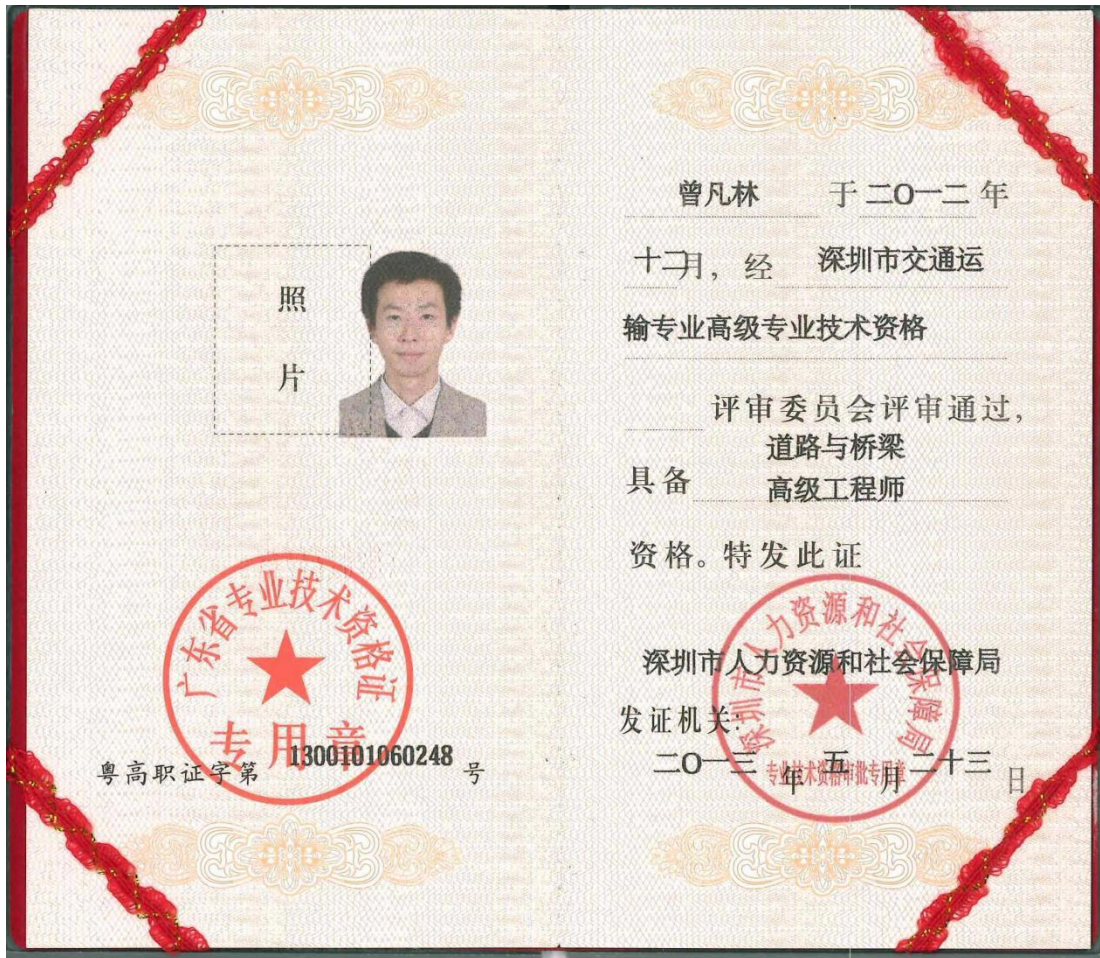 照
片
广东省专业技术资格证
专用章
粤高职证字第 1300101060248 号
曾凡林 于 二O一二 年
十二月，经 深圳市交通运
输专业高级专业技术资格
评审委员会评审通过，
道路与桥梁
具备 高级工程师
资格。特发此证
深圳市人力资源和社会保障局
深圳市人力资源和社会保障局
发证机关：
二O一三 年 五 月 二十三 日
专业技术资格审批专用章